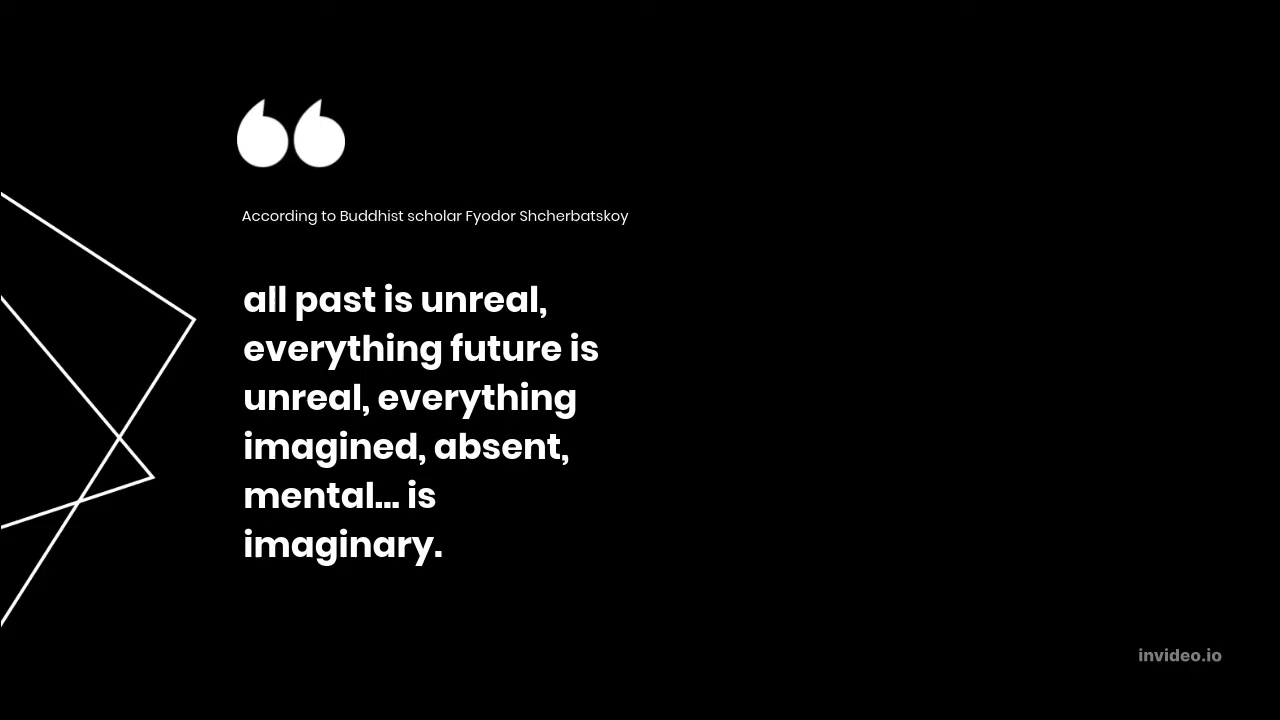 According to Buddhist scholar Fyodor Shcherbatskoy
all past is unreal,
everything future is
unreal, everything
imagined, absent,
mental... is
imaginary.
invideo.io